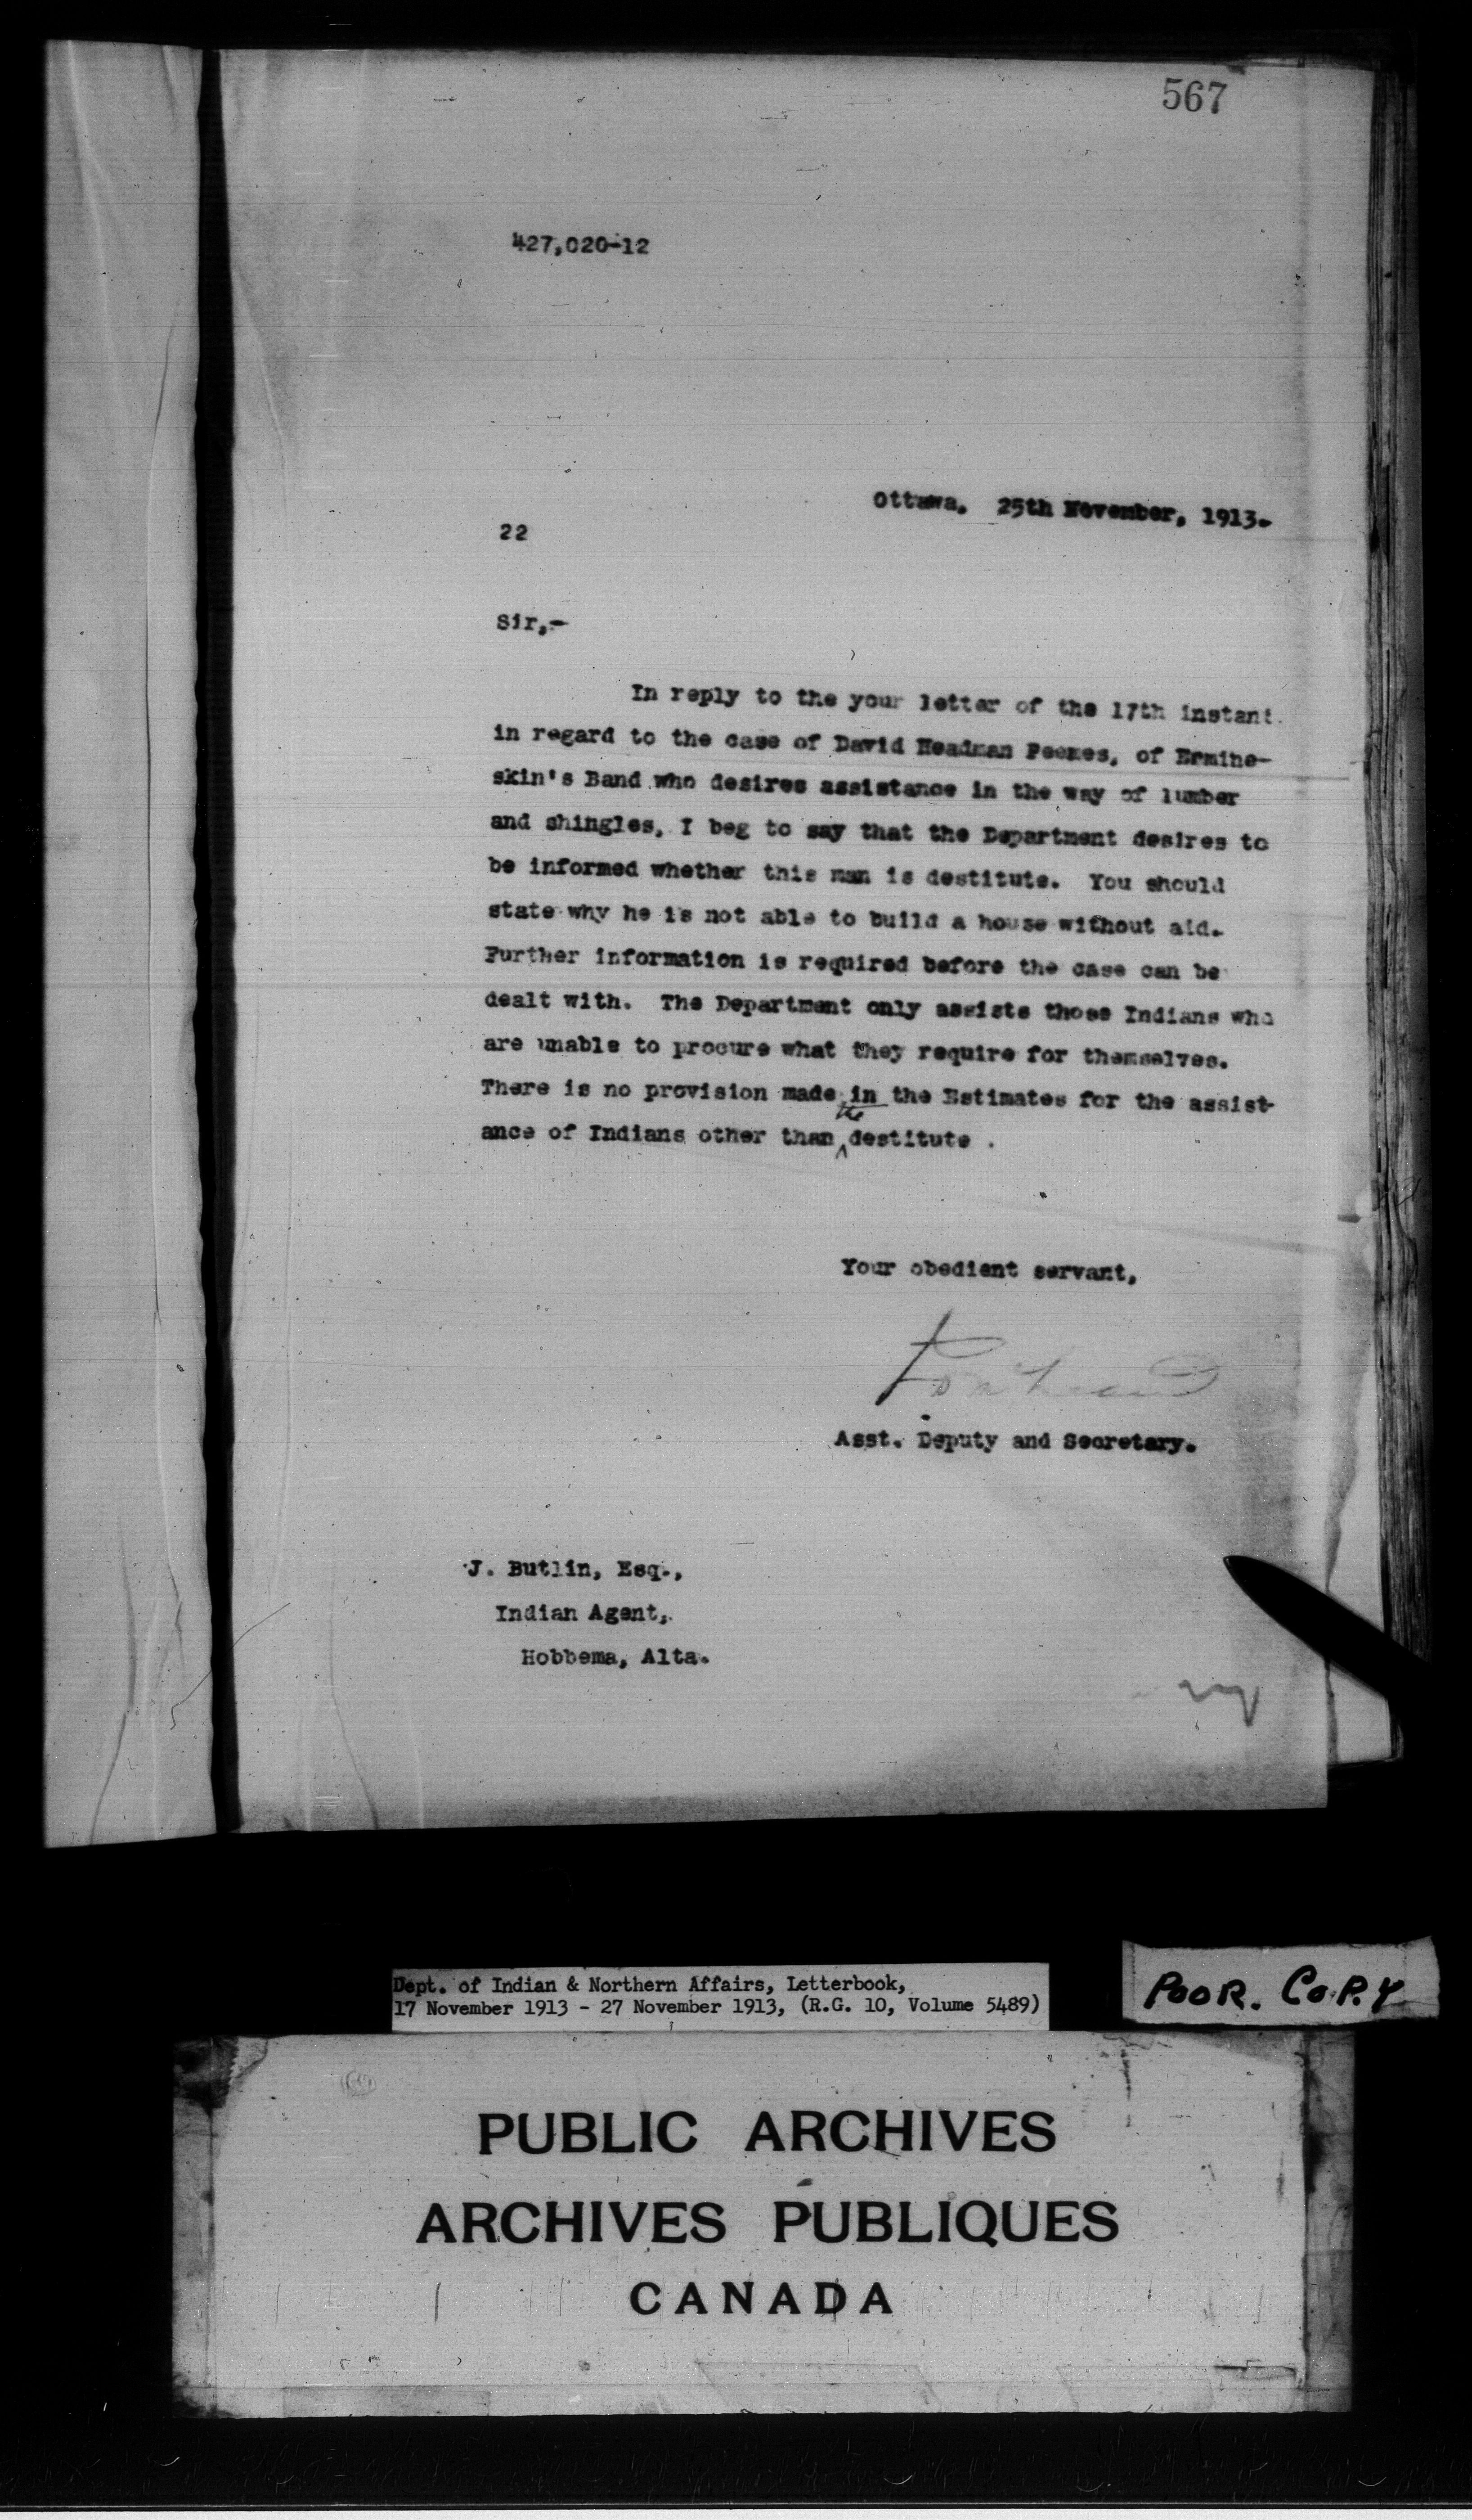 567
427,020-12
Ottawa, 25th November, 1913.
22
Sir,-
In reply to the your letter of the 17th instant
in regard to the case of David Headman Peemes, of Ermine-
skin's Band who desires assistance in the way of lumber
and shingles, I beg to say that the Department desires to
be informed whether this man is destitute. You should
state why he is not able to build a house without aid.
Further information is required before the case can be
dealt with. The Department only assists those Indians who
are unable to procure what they require for themselves.
There is no provision made in the Estimates for the assist-
the
ance of Indians other than destitute .
Your obedient servant,
Asst. Deputy and Secretary.
J. Butlin, Esq.,
Indian Agent,
Hobbema, Alta.
Dept. of Indian & Northern Affairs, Letterbook,
17 November 1913 - 27 November 1913, (R.G. 10, Volume 5489)
POOR. COPY
PUBLIC ARCHIVES
ARCHIVES PUBLIQUES
CANADA